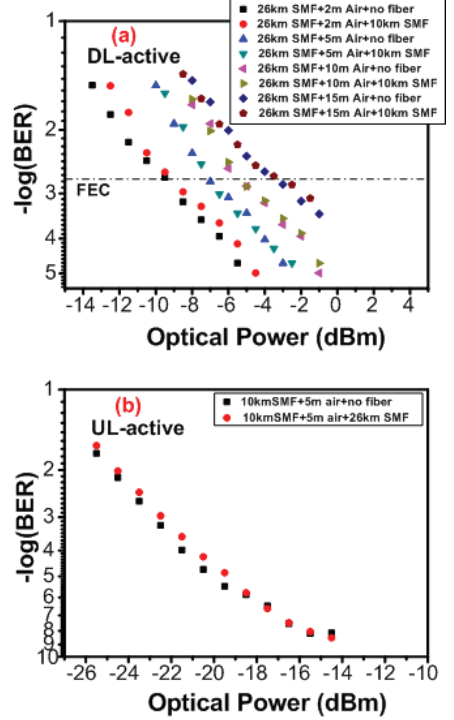 26km SMF+2m Air+no fiber
26km SMF+2m Air+10km SMF
26km SMF+5m Air+no fiber
26km SMF+5m Air+10km SMF
26km SMF+10m Air+no fiber
26km SMF+10m Air+10km SMF
26km SMF+15m Air+no fiber
26km SMF+15m Air+10km SMF
(a)
DL-active
1
2
3
4
5
-log(BER)
FEC
-14 -12 -10 -8 -6 -4 -2 0 2 4
Optical Power (dBm)
10kmSMF+5m air+no fiber
10kmSMF+5m air+26km SMF
(b)
UL-active
1
2
3
4
5
6
7
8
9
10
-log(BER)
-26 -24 -22 -20 -18 -16 -14 -12 -10
Optical Power (dBm)